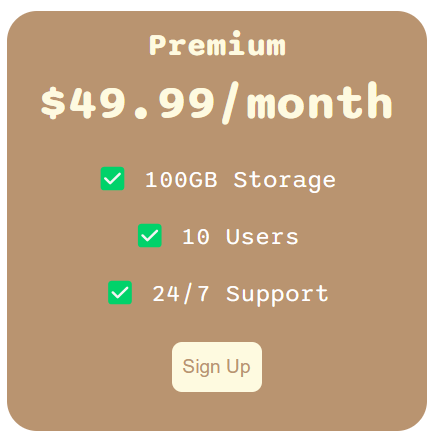 Premium
$49.99/month
✅ 100GB Storage
✅ 10 Users
✅ 24/7 Support
Sign Up